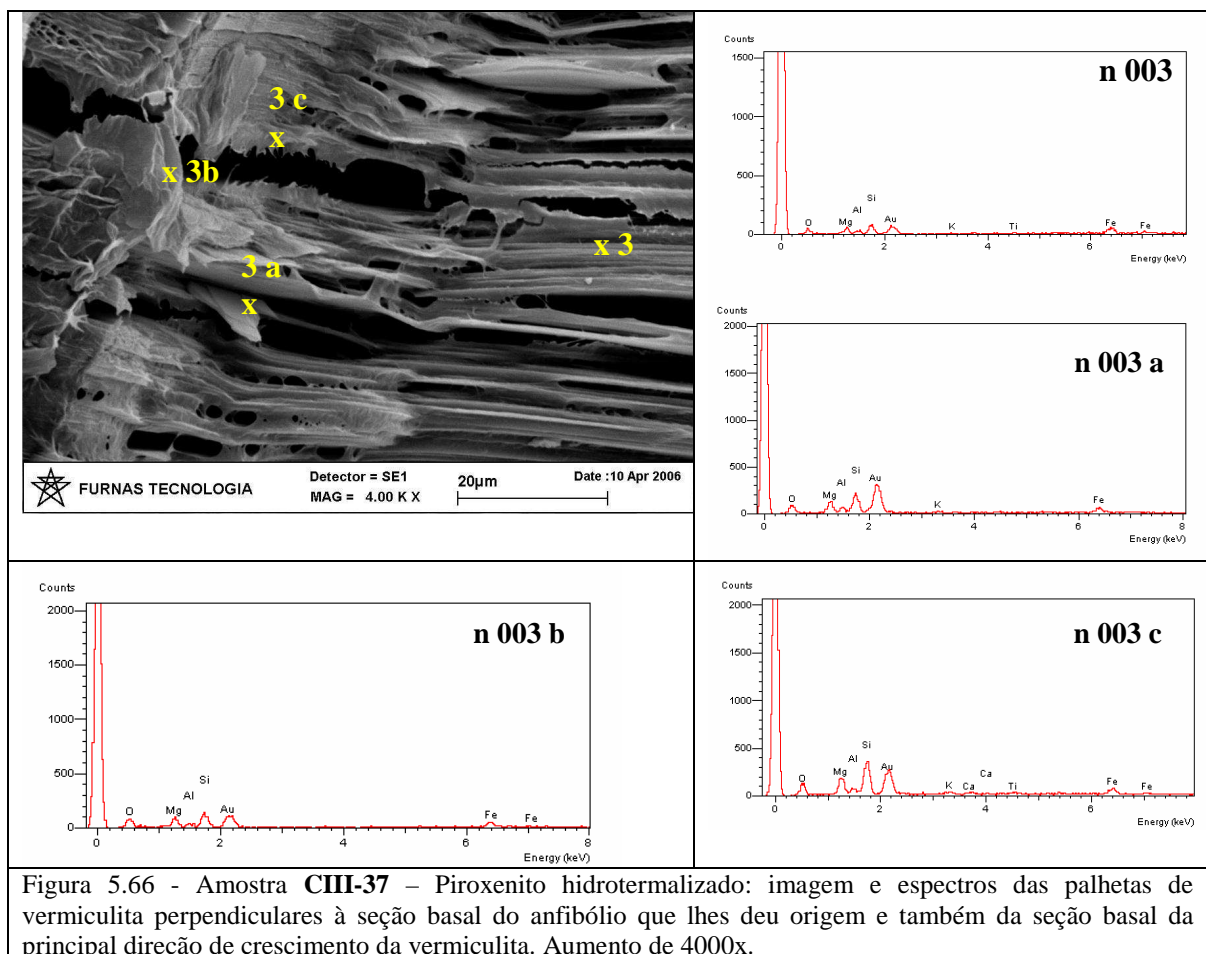 3 c
x
x 3b
x 3
3 a
x
FURNAS TECNOLOGIA
Detector = SE1
MAG = 4.00 K X
20µm
Date :10 Apr 2006
Counts
n 003
1500
1000
500
0
O
Mg
Al
Si
Au
K
Ti
Fe
Fe
0 2 4 6
Energy (keV)
Counts
n 003 a
2000
1500
1000
500
0
O
Mg
Al
Si
Au
K
Fe
0 2 4 6 8
Energy (keV)
Counts
n 003 b
2000
1500
1000
500
0
O
Mg
Al
Si
Au
Fe
Fe
0 2 4 6 8
Energy (keV)
Counts
n 003 c
2000
1500
1000
500
0
O
Mg
Al
Si
Au
K
Ca
Ca
Ti
Fe
Fe
0 2 4 6
Energy (keV)
Figura 5.66 - Amostra CIII-37 – Piroxenito hidrotermalizado: imagem e espectros das palhetas de
vermiculita perpendiculares à seção basal do anfibólio que lhes deu origem e também da seção basal da
principal direção de crescimento da vermiculita. Aumento de 4000x.